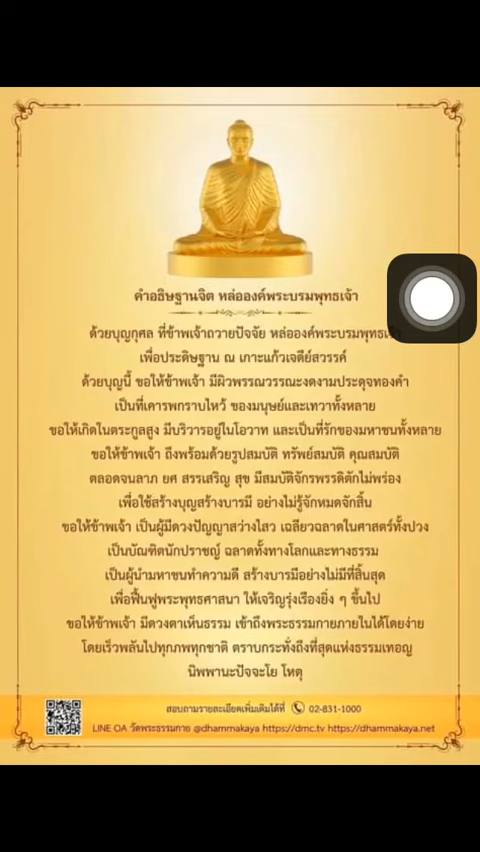 คำอธิษฐานจิต หล่อองค์พระบรมพุทธเจ้า
ด้วยบุญกุศล ที่ข้าพเจ้าถวายปัจจัย หล่อองค์พระบรมพุทธเจ้า
เพื่อประดิษฐาน ณ เกาะแก้วเจดีย์สวรรค์
ด้วยบุญนี้ ขอให้ข้าพเจ้า มีผิวพรรณวรรณะงดงามประดุจทองคำ
เป็นที่เคารพกราบไหว้ ของมนุษย์และเทวาทั้งหลาย
ขอให้เกิดในตระกูลสูง มีบริวารอยู่ในโอวาท และเป็นที่รักของมหาชนทั้งหลาย
ขอให้ข้าพเจ้า ถึงพร้อมด้วยรูปสมบัติ ทรัพย์สมบัติ คุณสมบัติ
ตลอดจนลาภ ยศ สรรเสริญ สุข มีสมบัติจักรพรรดิตักไม่พร่อง
เพื่อใช้สร้างบุญสร้างบารมี อย่างไม่รู้จักหมดจักสิ้น
ขอให้ข้าพเจ้า เป็นผู้มีดวงปัญญาสว่างไสว เฉลียวฉลาดในศาสตร์ทั้งปวง
เป็นบัณฑิตนักปราชญ์ ฉลาดทั้งทางโลกและทางธรรม
เป็นผู้นำมหาชนทำความดี สร้างบารมีอย่างไม่มีที่สิ้นสุด
เพื่อฟื้นฟูพระพุทธศาสนา ให้เจริญรุ่งเรืองยิ่ง ๆ ขึ้นไป
ขอให้ข้าพเจ้า มีดวงตาเห็นธรรม เข้าถึงพระธรรมกายภายในได้โดยง่าย
โดยเร็วพลันไปทุกภพทุกชาติ ตราบกระทั่งถึงที่สุดแห่งธรรมเทอญ
นิพพานะปัจจะโย โหตุ
สอบถามรายละเอียดเพิ่มเติมได้ที่ 02-831-1000
LINE OA วัดพระธรรมกาย @dhammakaya https://dmc.tv https://dhammakaya.net